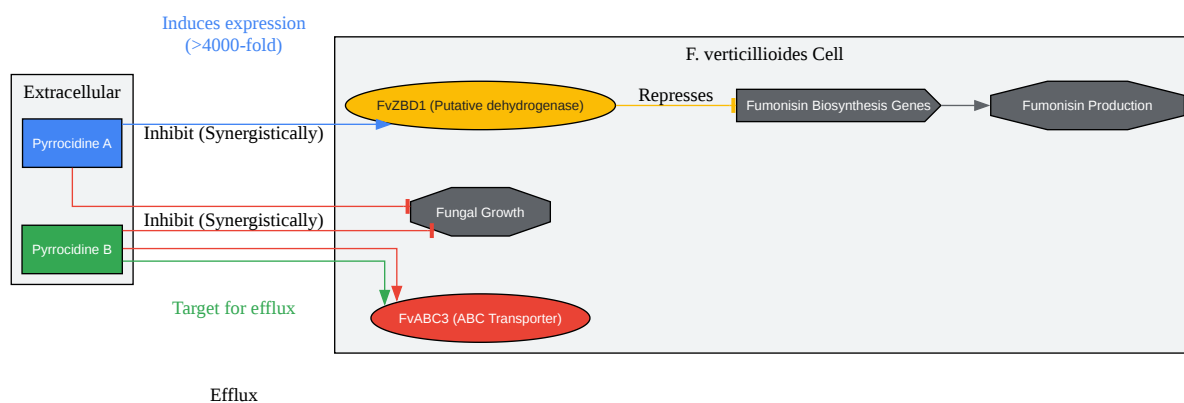 Induces expression
(>4000-fold)
F. verticillioides Cell
Extracellular
FvZBD1 (Putative dehydrogenase)
Represses
Fumonisin Biosynthesis Genes
Fumonisin Production
Pyrrocidine A
Inhibit (Synergistically)
Fungal Growth
Inhibit (Synergistically)
Pyrrocidine B
Target for efflux
FvABC3 (ABC Transporter)
Efflux